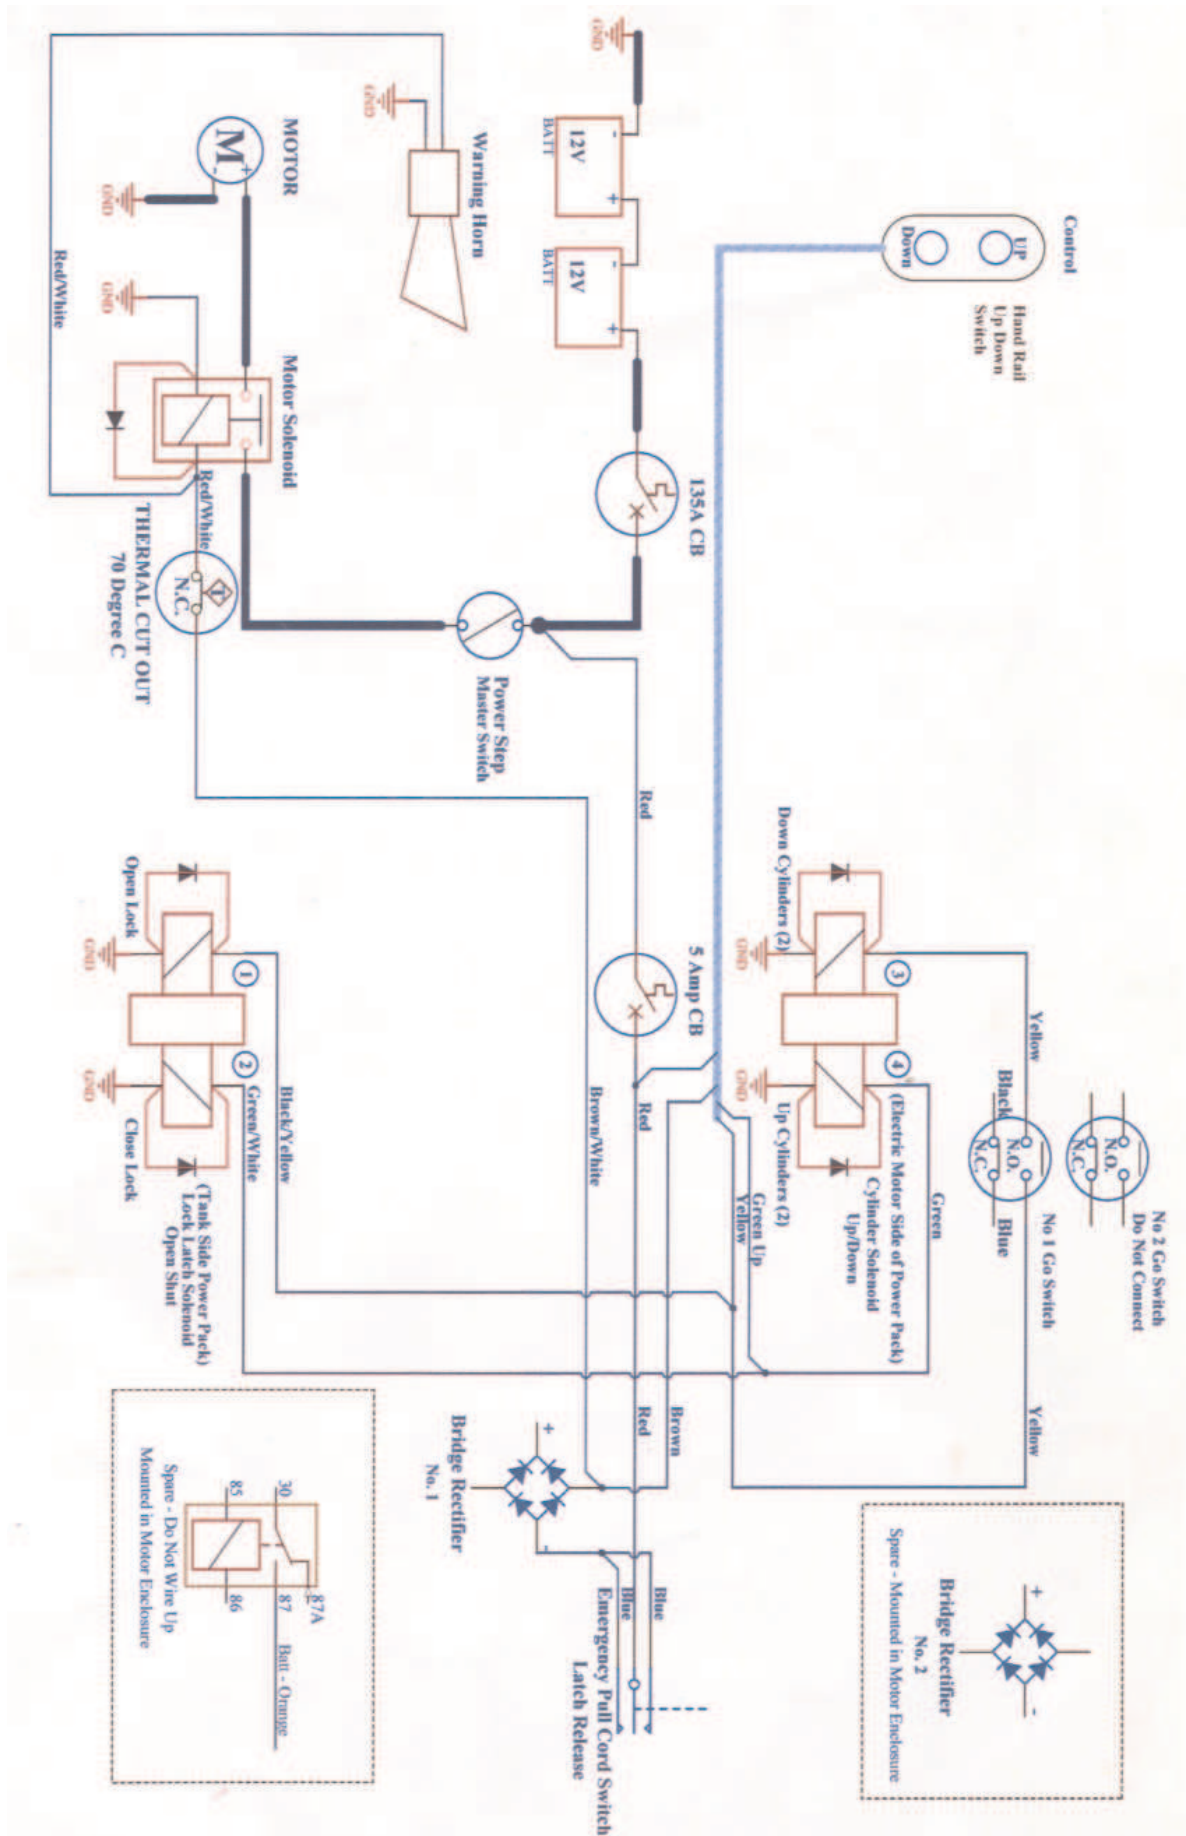 Control
UP
Down
Hand Rail
Up Down
Switch
GND
12V
BATT
-
+
12V
BATT
-
+
135A CB
Warning Horn
GND
MOTOR
M
+
-
GND
GND
Red/White
Motor Solenoid
Red/White
T
N.C.
THERMAL CUT OUT
70 Degree C
Power Step
Master Switch
Red
5 Amp CB
Red
Brown/White
Down Cylinders (2)
GND
3
4
GND
Up Cylinders (2)
(Electric Motor Side of Power Pack)
Cylinder Solenoid
Up/Down
Yellow
Black
N.O.
N.C.
Blue
No 1 Go Switch
N.O.
N.C.
No 2 Go Switch
Do Not Connect
Green
Green Up
Yellow
Yellow
Open Lock
GND
1
2
GND
Close Lock
Black/Yellow
Green/White
(Tank Side Power Pack)
Lock Latch Solenoid
Open Shut
Brown
Red
Bridge Rectifier
No. 1
+
-
Blue
Blue
Emergency Pull Cord Switch
Latch Release
Bridge Rectifier
No. 2
+
-
Spare - Mounted in Motor Enclosure
30
85
86
87
87A
Batt - Orange
Spare - Do Not Wire Up
Mounted in Motor Enclosure